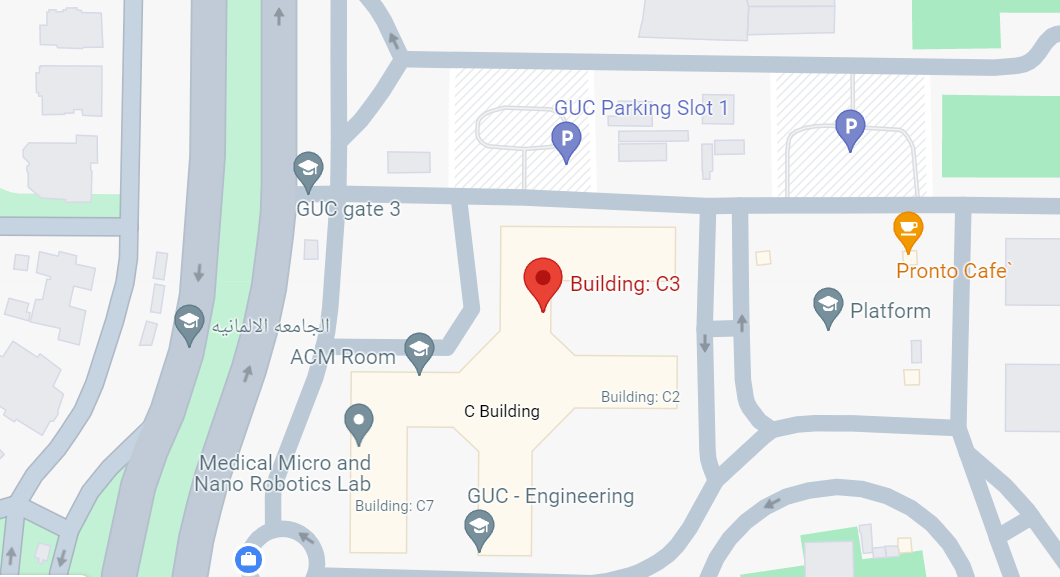 GUC Parking Slot 1
P
P
GUC gate 3
Building: C3
Pronto Cafe`
Platform
الجامعه الالمانيه
ACM Room
Building: C2
C Building
Medical Micro and
Nano Robotics Lab
GUC - Engineering
Building: C7